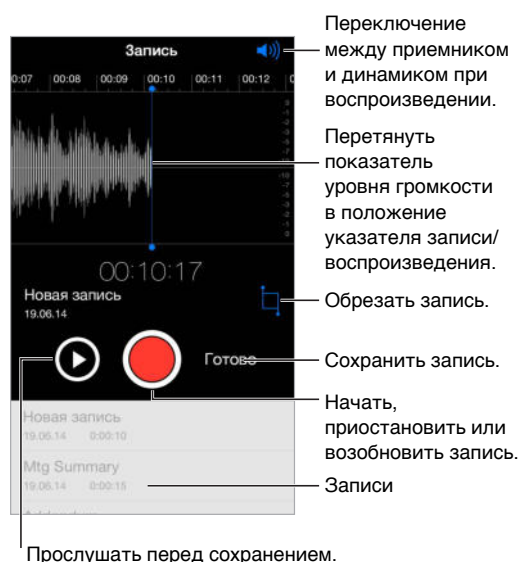 Запись
0:07 00:08 00:09 00:10 00:11 00:12
00:10:17
Новая запись
19.06.14
Готово
Новая запись
19.06.14 0:00:10
Mtg Summary
19.06.14 0:00:15
Переключение
между приемником
и динамиком при
воспроизведении.
Перетянуть
показатель
уровня громкости
в положение
указателя записи/
воспроизведения.
Обрезать запись.
Сохранить запись.
Начать,
приостановить или
возобновить запись.
Записи
Прослушать перед сохранением.